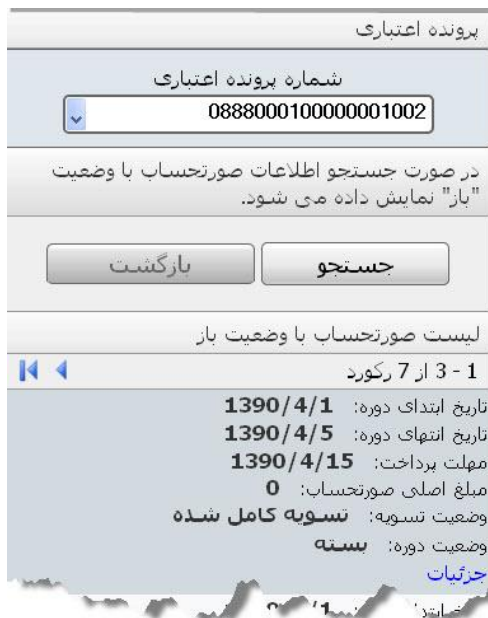 پرونده اعتباری
شماره پرونده اعتباری
0888000100000001002
در صورت جستجو اطلاعات صورتحساب با وضعیت
"باز" نمایش داده می شود.
جستجو
بازگشت
لیست صورتحساب با وضعیت باز
1 - 3 از 7 رکورد
تاریخ ابتدای دوره: 1390/4/1
تاریخ انتهای دوره: 1390/4/5
مهلت پرداخت: 1390/4/15
مبلغ اصلی صورتحساب: 0
وضعیت تسویه: تسویه کامل شده
وضعیت دوره: بسته
جزئیات